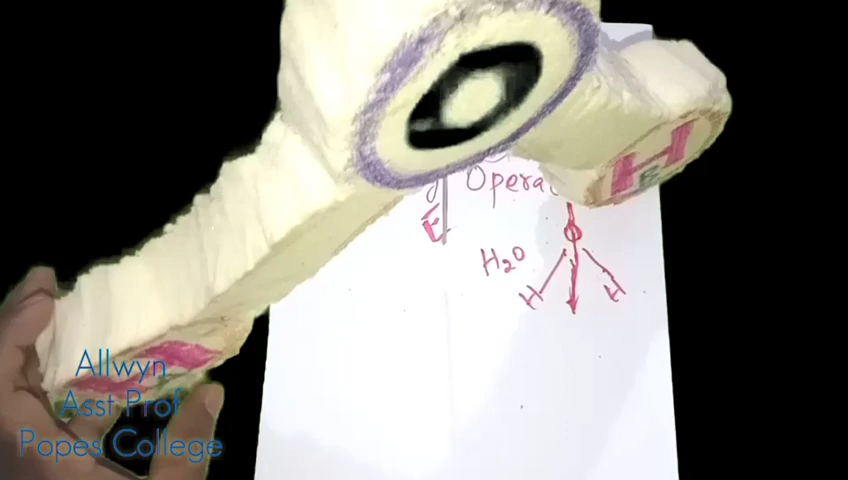 O
H
Opera
E
O
H₂O
H H
Allwyn
Asst Prof
Popes College